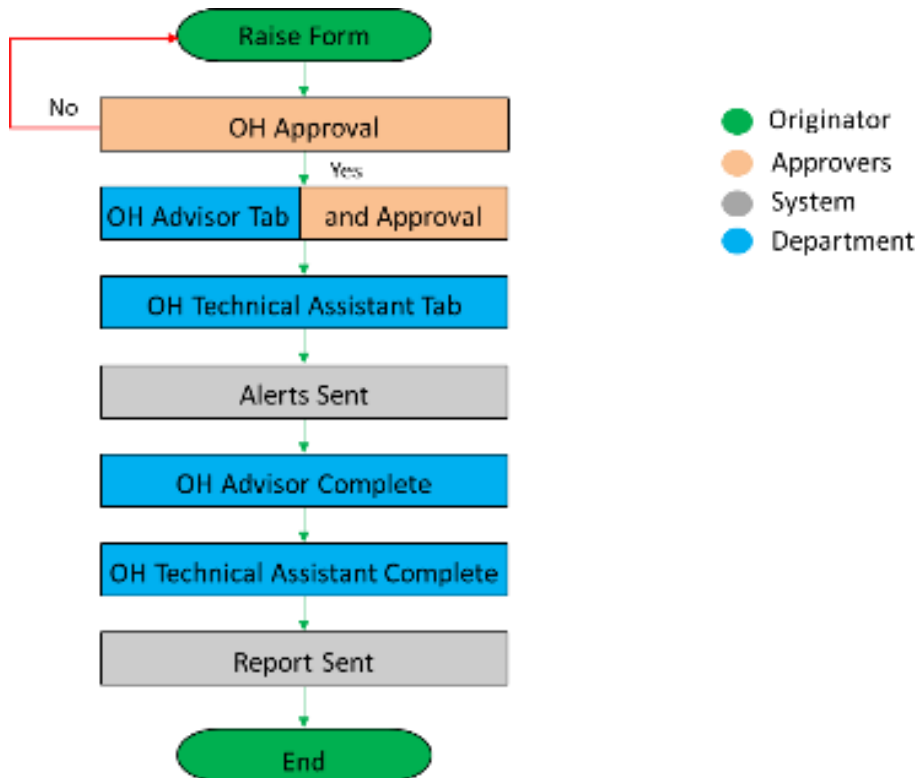 Raise Form
No
OH Approval
Yes
OH Advisor Tab
and Approval
OH Technical Assistant Tab
Alerts Sent
OH Advisor Complete
OH Technical Assistant Complete
Report Sent
End
Originator
Approvers
System
Department